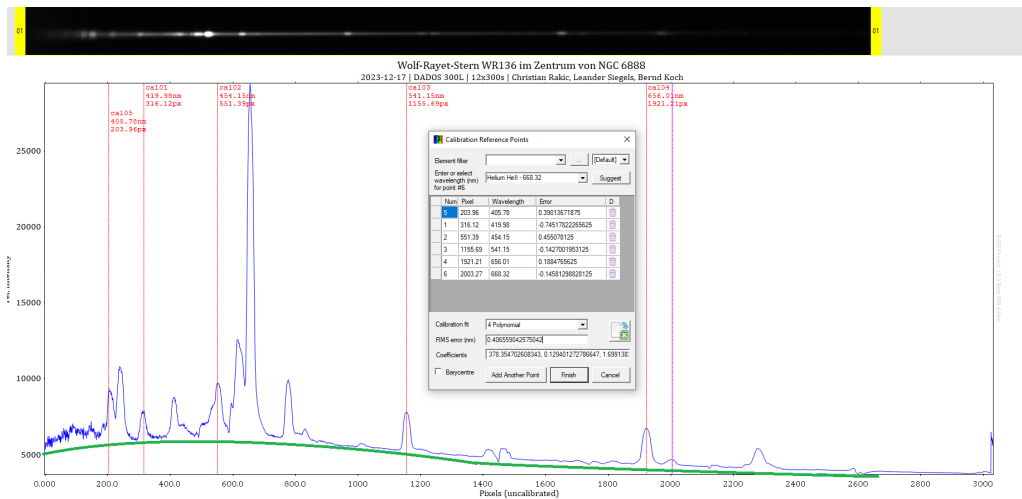 01
01
Wolf-Rayet-Stern WR136 im Zentrum von NGC 6888
2023-12-17 | DADOS 300L | 12x300s | Christian Rakic, Leander Siegels, Bernd Koch
cal01
419.98nm
316.12px
cal02
454.15nm
551.39px
cal03
541.15nm
1155.69px
cal04
656.01nm
1921.21px
cal05
405.78nm
203.96px
25000
20000
15000
10000
5000
Calibration Reference Points
Element filter
...
[Default]
Enter or select
wavelength (nm)
for point #6
Helium HeII - 668.32
Suggest
Num Pixel Wavelength Error D
5 203.96 405.78 0.39013671875
1 316.12 419.98 -0.74517822265625
2 551.39 454.15 0.455078125
3 1155.69 541.15 -0.1427001953125
4 1921.21 656.01 0.1884765625
6 2003.27 668.32 -0.14581298828125
Calibration fit
4 Polynomial
RMS error (nm)
0.406559042575042
Coefficients
378.354702608343, 0.129401272786647, 1.699138
Barycentre
Add Another Point
Finish
Cancel
0.000 200.0 400.0 600.0 800.0 1000 1200 1400 1600 1800 2000 2200 2400 2600 2800 3000
Pixels (uncalibrated)